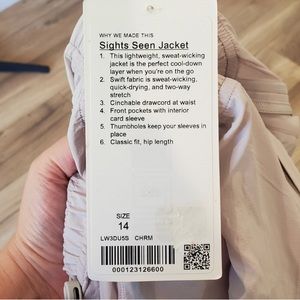 WHY WE MADE THIS
Sights Seen Jacket
1. This lightweight, sweat-wicking
jacket is the perfect cool-down
layer when you're on the go
2. Swift fabric is sweat-wicking,
quick-drying, and two-way
stretch
3. Cinchable drawcord at waist
4. Front pockets with interior
card sleeve
5. Thumbholes keep your sleeves in
place
6. Classic fit, hip length
SIZE
14
LW3DU5S CHRM
000123126600